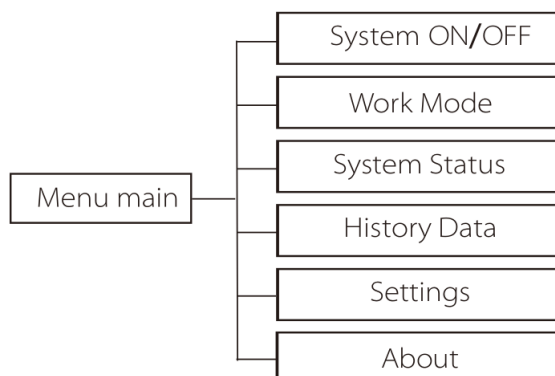 System ON/OFF
Work Mode
System Status
Menu main
History Data
Settings
About